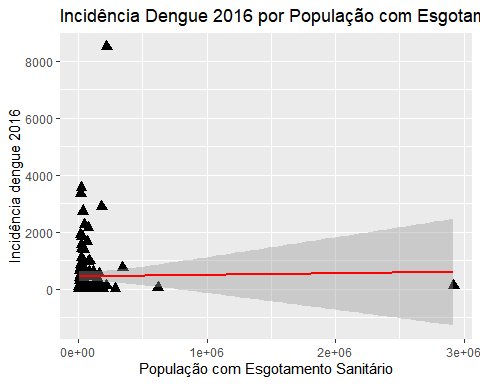 Incidência Dengue 2016 por População com Esgotam
8000
6000
4000
2000
0
Incidência dengue 2016
0e+00 1e+06 2e+06 3e+06
População com Esgotamento Sanitário